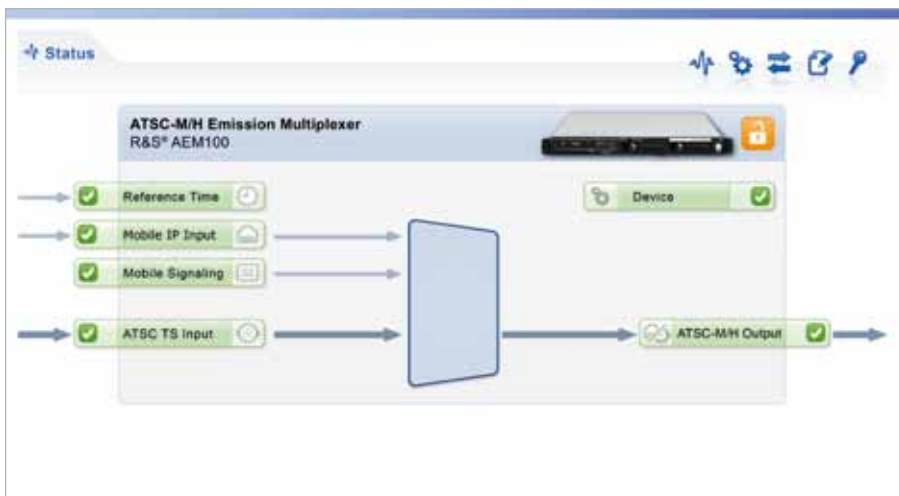 Status
ATSC-M/H Emission Multiplexer
R&S® AEM100
Reference Time
Device
Mobile IP Input
Mobile Signaling
ATSC TS Input
ATSC-M/H Output